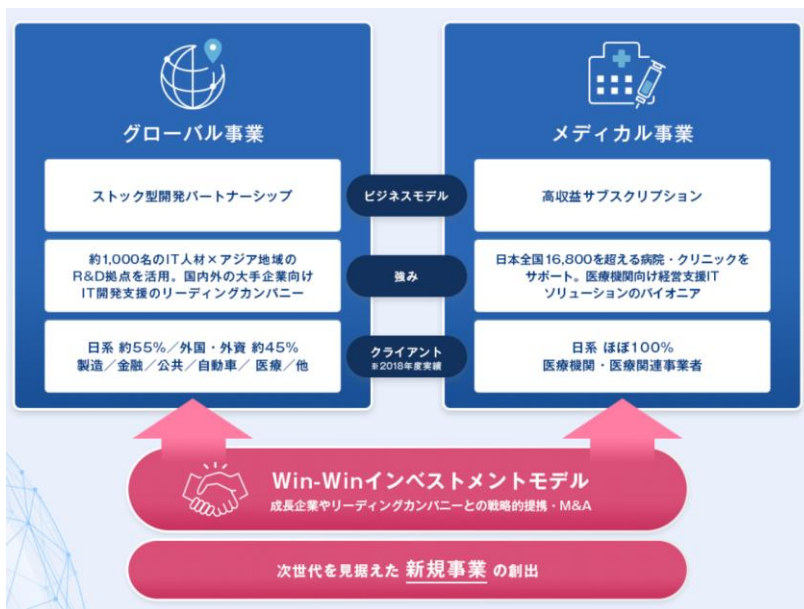 グローバル事業
ストック型開発パートナーシップ
約1,000名のIT人材×アジア地域の
R&D拠点を活用。国内外の大手企業向け
IT開発支援のリーディングカンパニー
日系 約55%／外国・外資 約45%
製造／金融／公共／自動車／ 医療／他
ビジネスモデル
強み
クライアント
※2018年度実績
メディカル事業
高収益サブスクリプション
日本全国16,800を超える病院・クリニックを
サポート。医療機関向け経営支援IT
ソリューションのパイオニア
日系 ほぼ100%
医療機関・医療関連事業者
Win-Winインベストメントモデル
成長企業やリーディングカンパニーとの戦略的提携・M&A
次世代を見据えた 新規事業 の創出